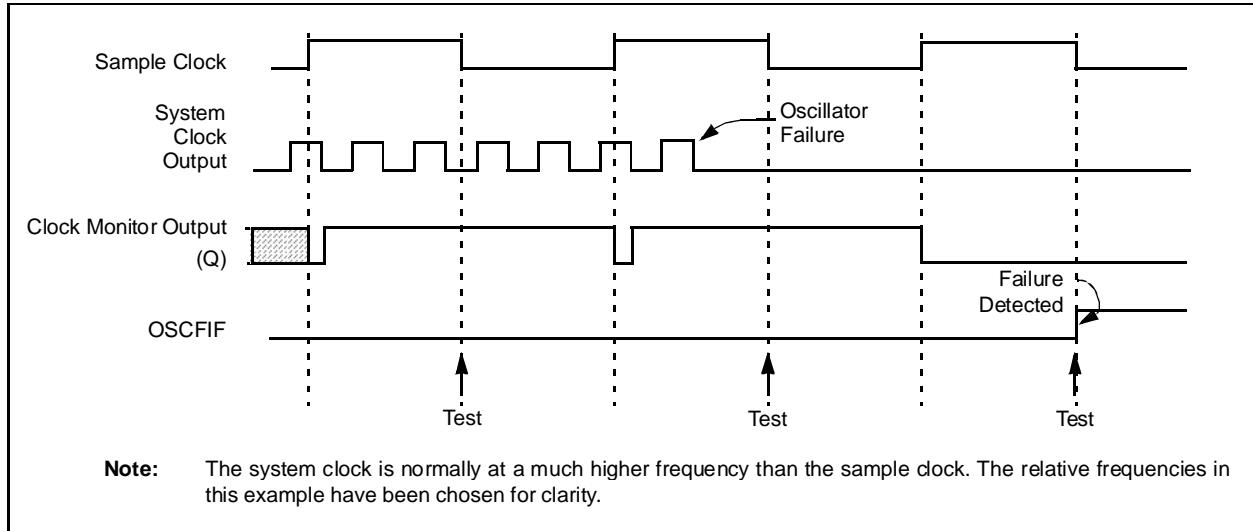 Sample Clock
System
Clock
Output
Oscillator
Failure
Clock Monitor Output
(Q)
Failure
Detected
OSCFIF
Test
Test
Test
Note: The system clock is normally at a much higher frequency than the sample clock. The relative frequencies in
this example have been chosen for clarity.